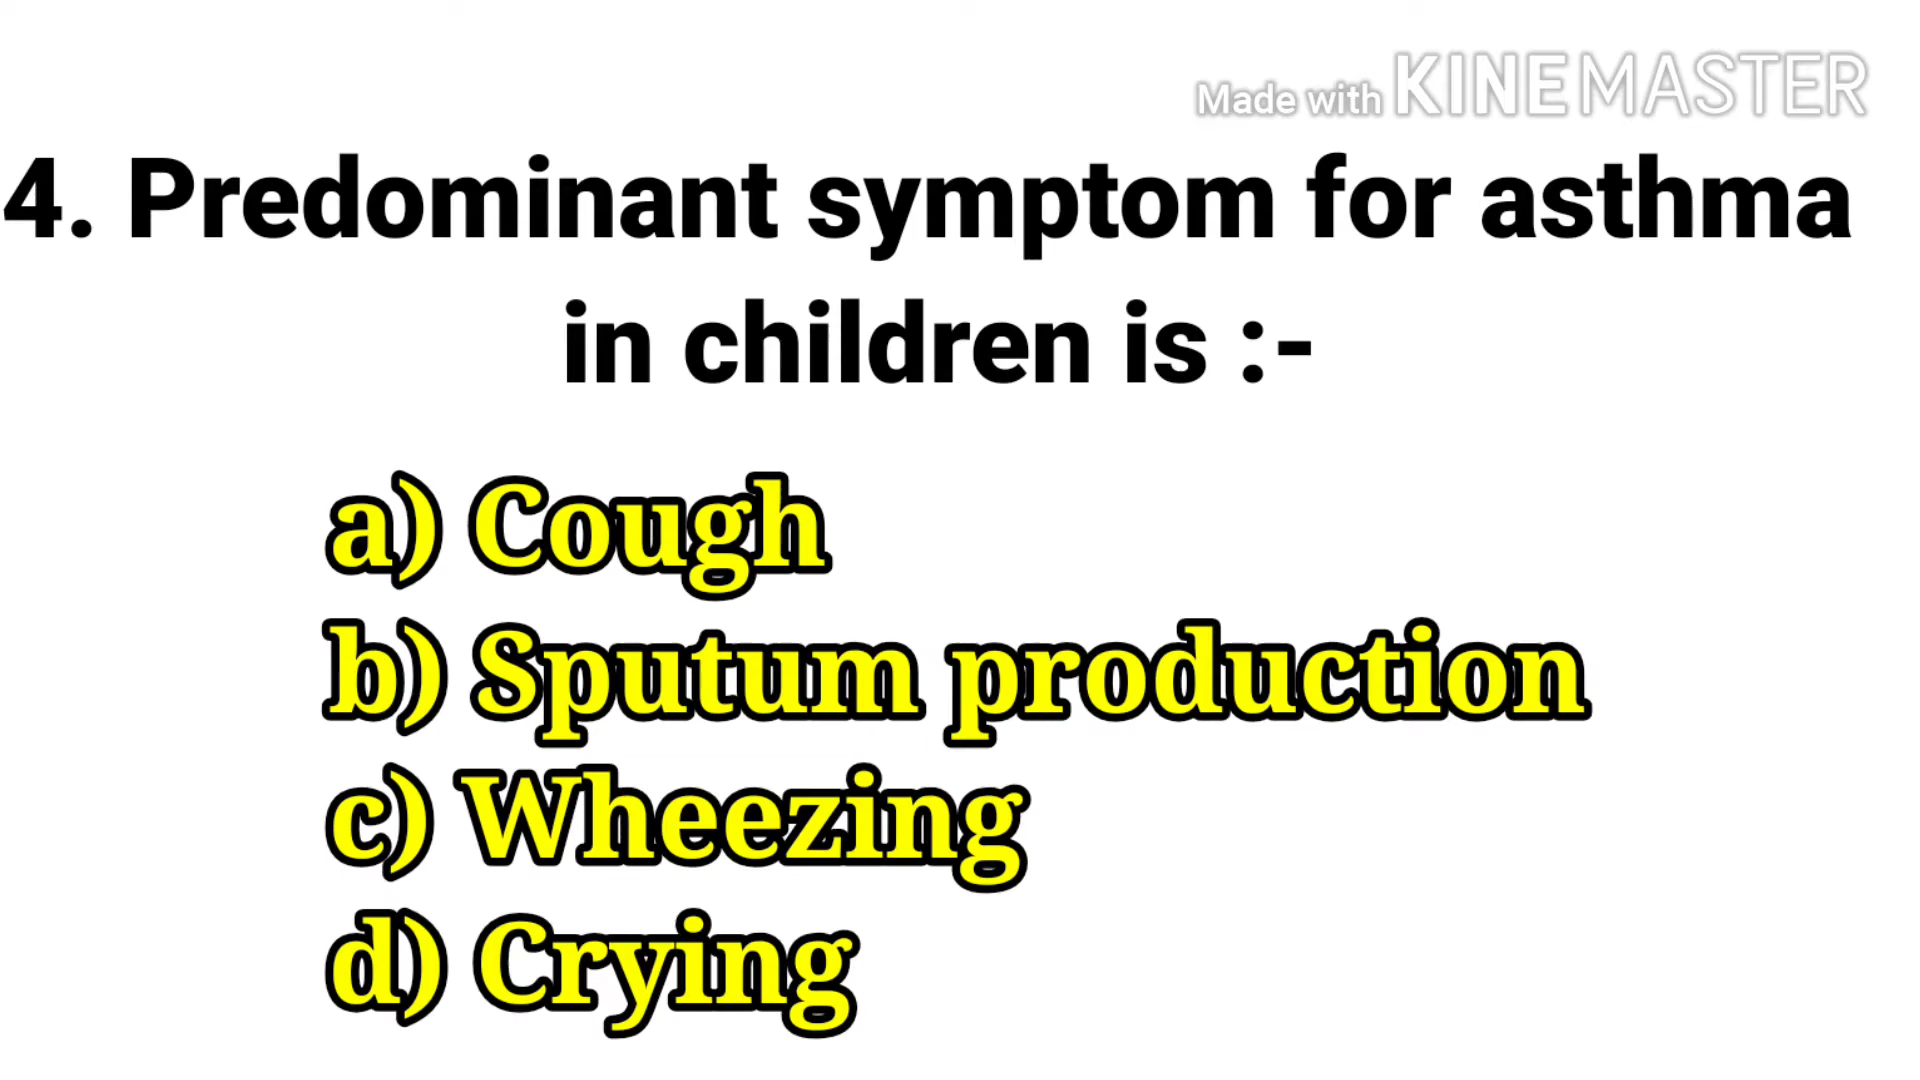 Made with KINEMASTER
4. Predominant symptom for asthma
in children is :-
a) Cough
b) Sputum production
c) Wheezing
d) Crying